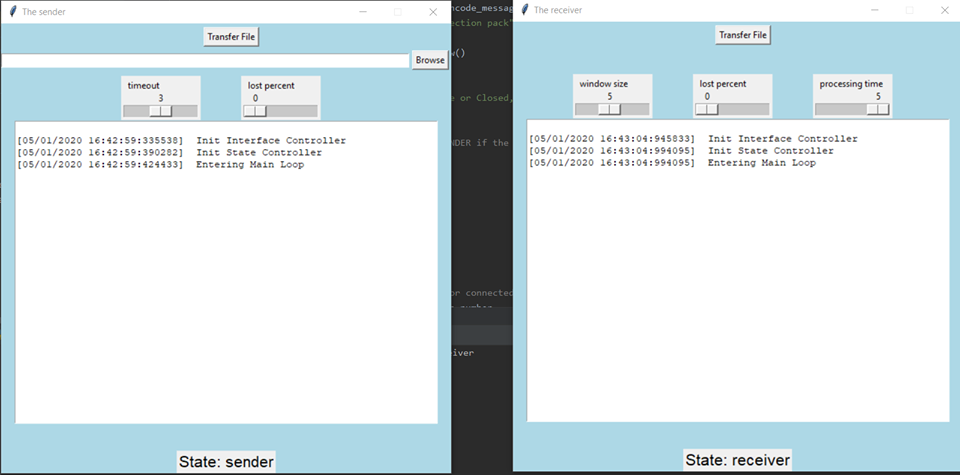 The sender
Transfer File
Browse
timeout
3
lost percent
0
[05/01/2020 16:42:59:335538] Init Interface Controller
[05/01/2020 16:42:59:390282] Init State Controller
[05/01/2020 16:42:59:424433] Entering Main Loop
State: sender
ncode_messag
ection pack"
w()
e or Closed,
NDER if the
or connected
eiver
The receiver
Transfer File
window size
5
lost percent
0
processing time
5
[05/01/2020 16:43:04:945833] Init Interface Controller
[05/01/2020 16:43:04:994095] Init State Controller
[05/01/2020 16:43:04:994095] Entering Main Loop
State: receiver